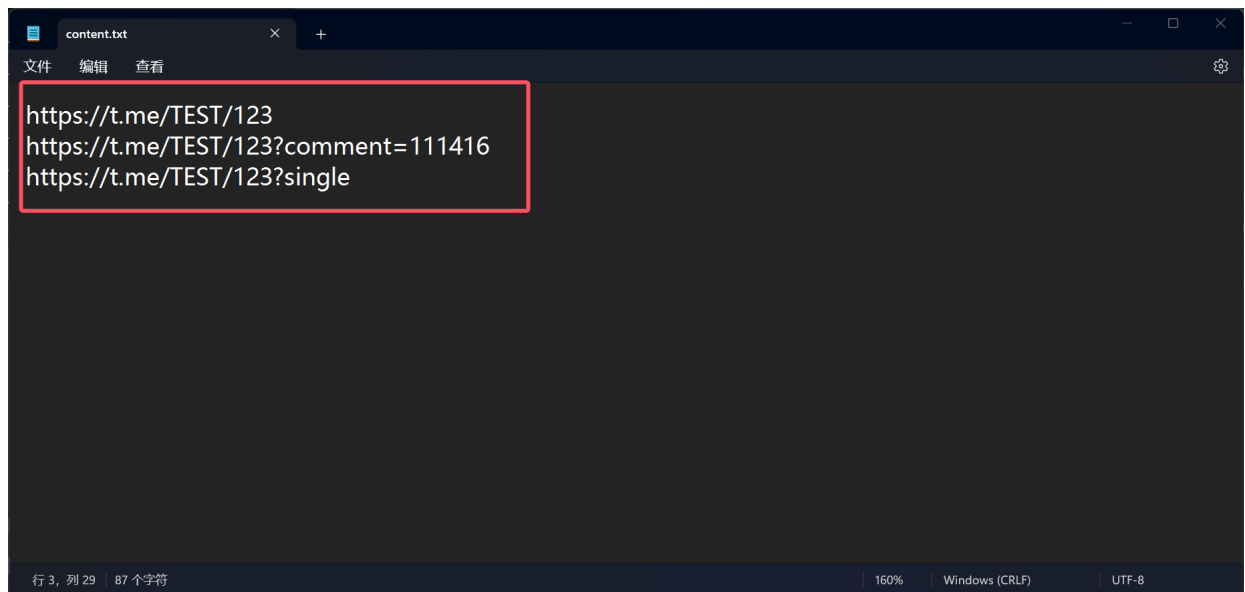 content.txt
文件 编辑 查看
https://t.me/TEST/123
https://t.me/TEST/123?comment=111416
https://t.me/TEST/123?single
行 3, 列 29 87 个字符 160% Windows (CRLF) UTF-8